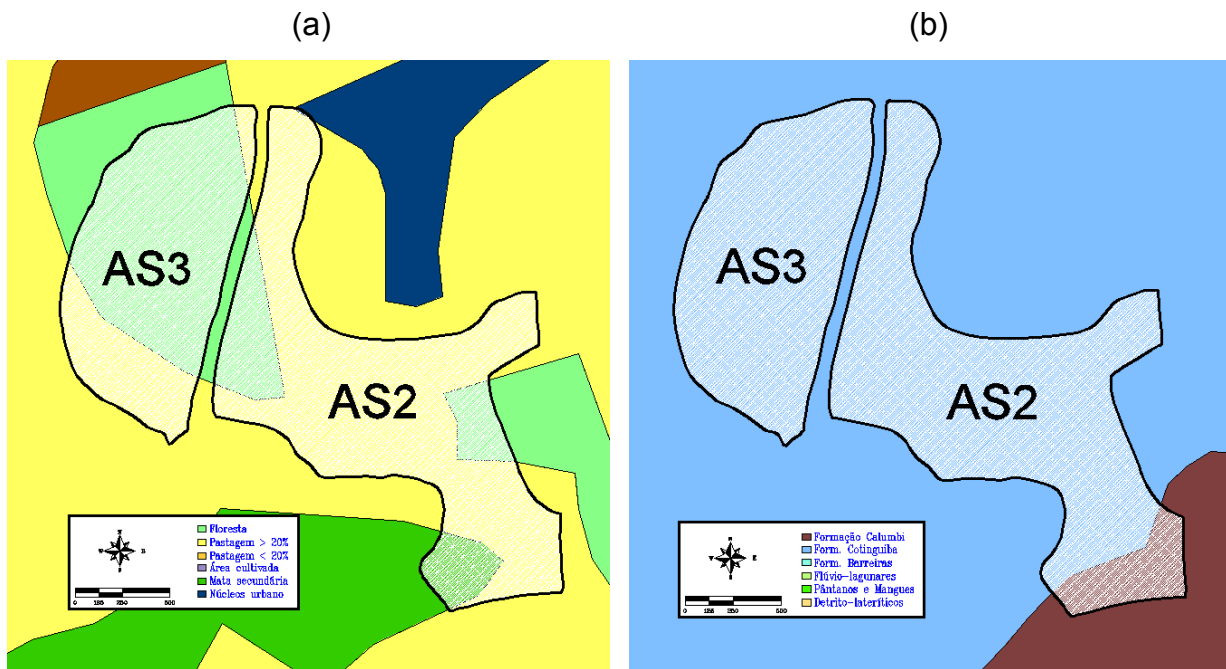 (a)
(b)
AS3
AS2
Floresta
Pastagem > 20%
Pastagem < 20%
Área cultivada
Mata secundária
Núcleos urbano
AS3
AS2
Formação Calumbi
Form. Cotinguiba
Form. Barreiras
Flúvio-lagunares
Pântanos e Mangues
Detrito-lateríticos